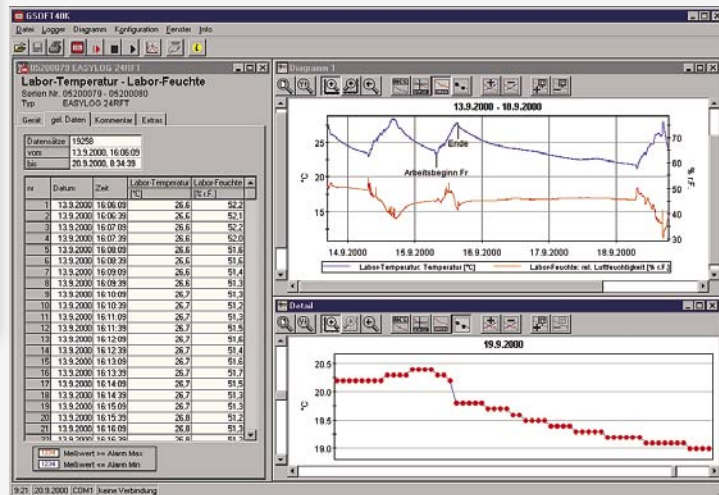 GSOFT40K
Datei Logger Diagramm Konfiguration Fenster Info
05200079 EASYLOG 24RFT
Labor-Temperatur - Labor-Feuchte
Serien Nr. 05200079 - 05200080
Typ EASYLOG 24RFT
Gerät gel. Daten Kommentar Extras
Datensätze 19258
vom 13.9.2000, 16:06:09
bis 20.9.2000, 8:34:39
nr Datum Zeit Labor-Temperatur Labor-Feuchte
[°C] [% r.F.]
1 13.9.2000 16:06:09 26,6 52,2
2 13.9.2000 16:06:39 26,6 52,1
3 13.9.2000 16:07:09 26,6 52,2
4 13.9.2000 16:07:39 26,6 52,0
5 13.9.2000 16:08:09 26,6 51,6
6 13.9.2000 16:08:39 26,6 51,6
7 13.9.2000 16:09:09 26,6 51,4
8 13.9.2000 16:09:39 26,6 51,3
9 13.9.2000 16:10:09 26,7 51,3
10 13.9.2000 16:10:39 26,7 51,2
11 13.9.2000 16:11:09 26,7 51,3
12 13.9.2000 16:11:39 26,7 51,5
13 13.9.2000 16:12:09 26,7 51,6
14 13.9.2000 16:12:39 26,7 51,4
15 13.9.2000 16:13:09 26,7 51,6
16 13.9.2000 16:13:39 26,7 51,7
17 13.9.2000 16:14:09 26,7 51,5
18 13.9.2000 16:14:39 26,7 51,3
19 13.9.2000 16:15:09 26,7 51,3
20 13.9.2000 16:15:39 26,8 51,2
21 13.9.2000 16:16:09 26,8 51,3
22 13.9.2000 16:16:39 26,8 51,2
1234 Meßwert >= Alarm Max
1234 Meßwert <= Alarm Min
9:21 20.9.2000 COM1 keine Verbindung
Diagramm 1
13.9.2000 - 18.9.2000
25
20
15
°C
70
60
50
40
30
% r.F.
Ende
Arbeitsbeginn Fr
14.9.2000 15.9.2000 16.9.2000 17.9.2000 18.9.2000
Labor-Temperatur: Temperatur [°C] Labor-Feuchte: rel. Luftfeuchtigkeit [% r.F.]
Detail
19.9.2000
20.5
20.0
19.5
19.0
°C